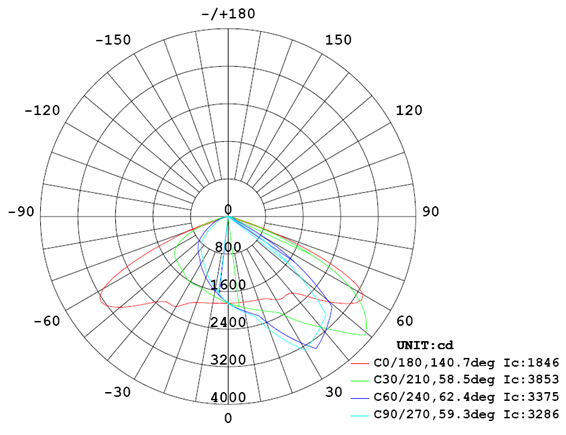 -/+180
-150 150
-120 120
-90 90
0
800
-60 60
1600
2400
UNIT:cd
3200
C0/180,140.7deg Ic:1846
C30/210,58.5deg Ic:3853
-30 30
4000
C60/240,62.4deg Ic:3375
C90/270,59.3deg Ic:3286
0